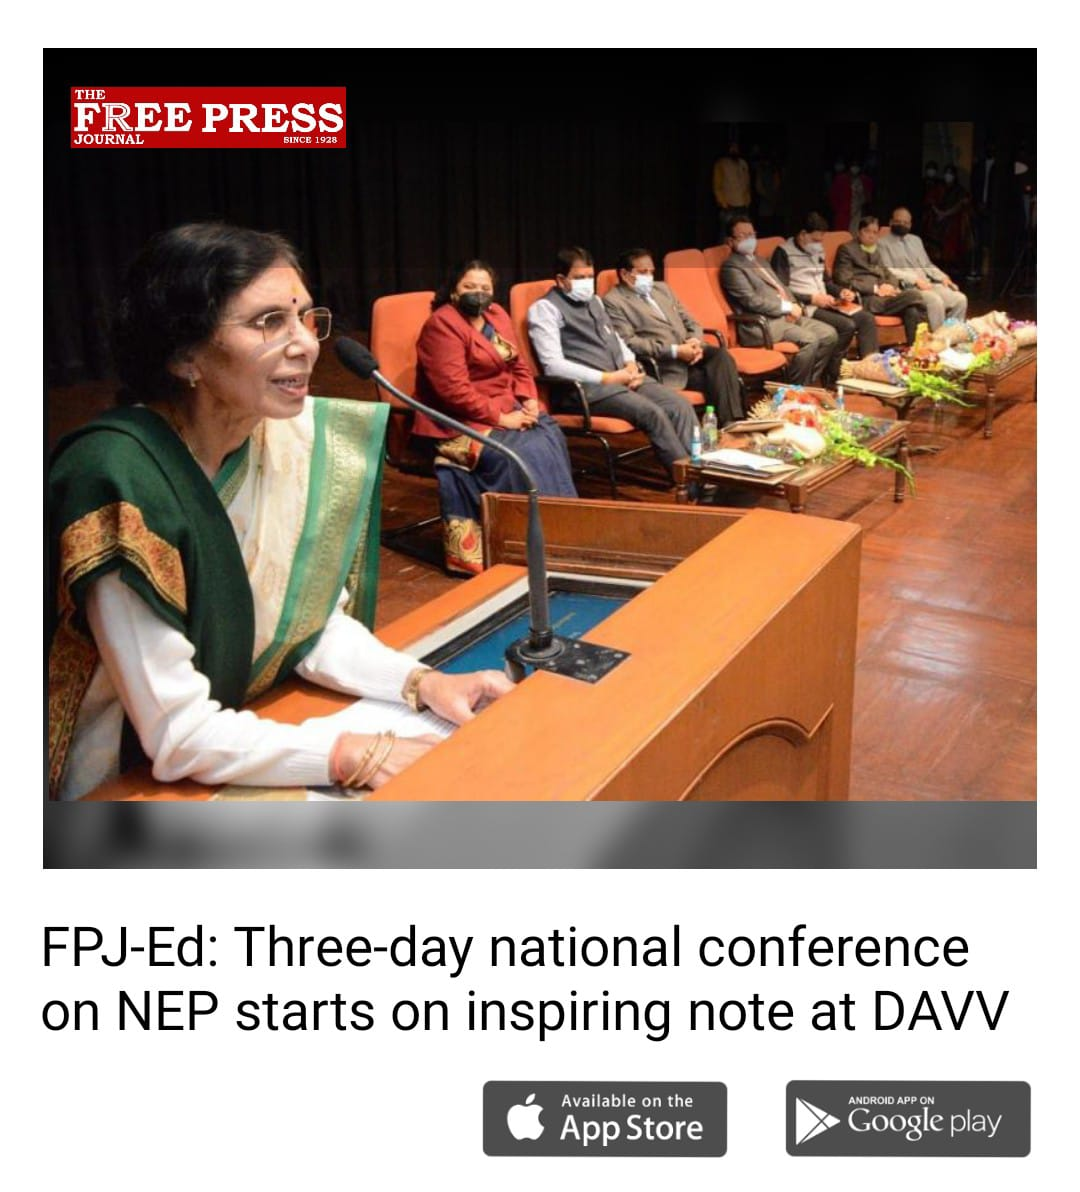 THE
FREE PRESS
JOURNAL SINCE 1928
FPJ-Ed: Three-day national conference
on NEP starts on inspiring note at DAVV
Available on the
App Store
ANDROID APP ON
Google play